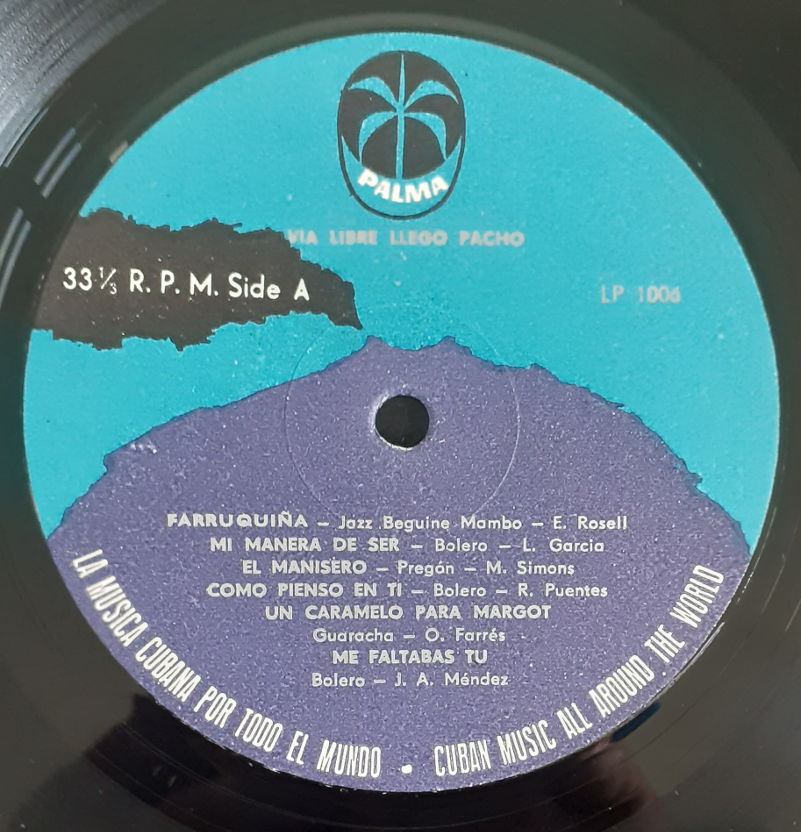 PALMA
VIA LIBRE LLEGO PACHO
33⅓ R. P. M. Side A
LP 1006
FARRUQUIÑA – Jazz Beguine Mambo – E. Rosell
MI MANERA DE SER – Bolero – L. Garcia
EL MANISERO – Pregón – M. Simons
COMO PIENSO EN TI – Bolero – R. Puentes
UN CARAMELO PARA MARGOT
Guaracha – O. Farrés
ME FALTABAS TU
Bolero – J. A. Méndez
LA MUSICA CUBANA POR TODO EL MUNDO - CUBAN MUSIC ALL AROUND THE WORLD